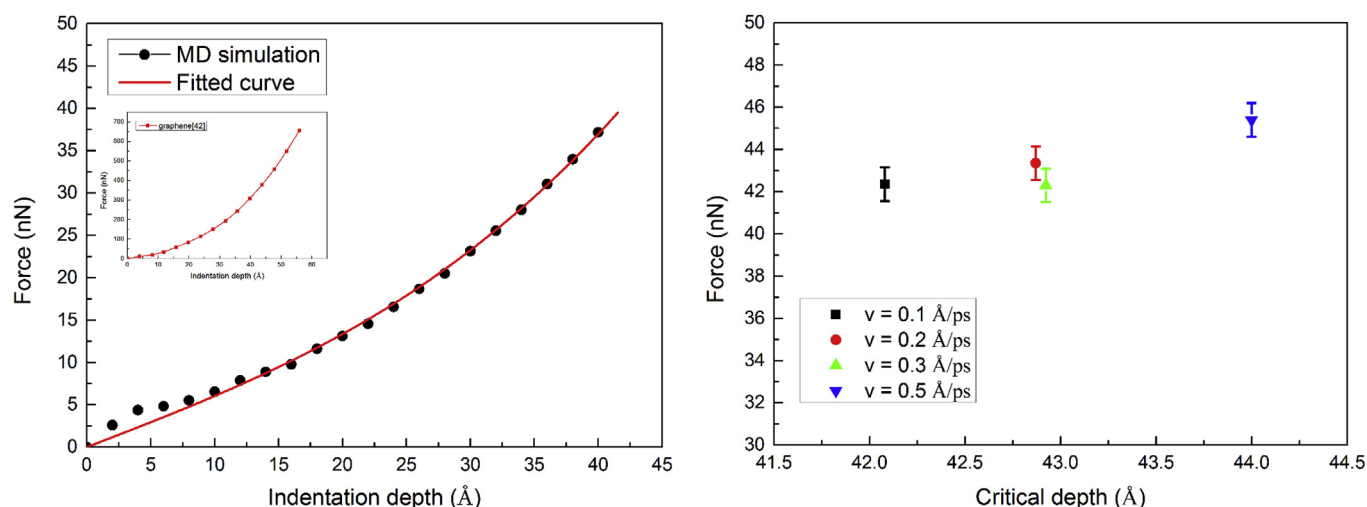 50
45
40
35
30
25
20
15
10
5
0
Force (nN)
MD simulation
Fitted curve
700
600
500
400
300
200
100
0
Force (nN)
graphene[42]
0 10 20 30 40 50 60
Indentation depth (Å)
0 5 10 15 20 25 30 35 40 45
Indentation depth (Å)
50
48
46
44
42
40
38
36
34
32
30
Force (nN)
v = 0.1 Å/ps
v = 0.2 Å/ps
v = 0.3 Å/ps
v = 0.5 Å/ps
41.5 42.0 42.5 43.0 43.5 44.0 44.5
Critical depth (Å)